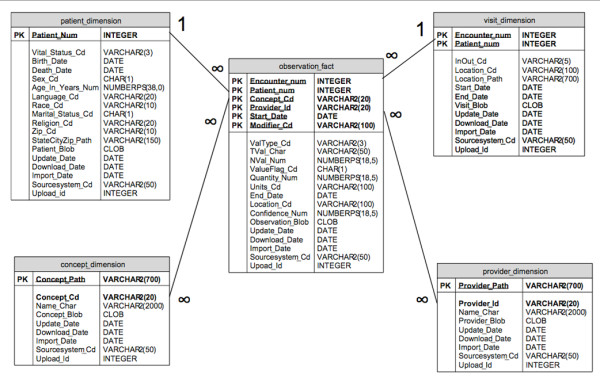 patient_dimension
PK Patient_Num INTEGER
Vital_Status_Cd VARCHAR2(3)
Birth_Date DATE
Death_Date DATE
Sex_Cd CHAR(1)
Age_In_Years_Num NUMBERPS(38,0)
Language_Cd VARCHAR2(20)
Race_Cd VARCHAR2(10)
Marital_Status_Cd CHAR(1)
Religion_Cd VARCHAR2(20)
Zip_Cd VARCHAR2(10)
StateCityZip_Path VARCHAR2(150)
Patient_Blob CLOB
Update_Date DATE
Download_Date DATE
Import_Date DATE
Sourcesystem_Cd VARCHAR2(50)
Upload_Id INTEGER
1
∞
∞
observation_fact
PK Encounter_num INTEGER
PK Patient_num INTEGER
PK Concept_Cd VARCHAR2(20)
PK Provider_Id VARCHAR2(20)
PK Start_Date DATE
PK Modifier_Cd VARCHAR2(100)
ValType_Cd VARCHAR2(3)
TVal_Char VARCHAR2(50)
NVal_Num NUMBERPS(18,5)
ValueFlag_Cd CHAR(1)
Quantity_Num NUMBERPS(18,5)
Units_Cd VARCHAR2(100)
End_Date DATE
Location_Cd VARCHAR2(100)
Confidence_Num NUMBERPS(18,5)
Observation_Blob CLOB
Update_Date DATE
Download_Date DATE
Import_Date DATE
Sourcesystem_Cd VARCHAR2(50)
Upoad_Id INTEGER
1
∞
∞
visit_dimension
PK Encounter_num INTEGER
PK Patient_num INTEGER
InOut_Cd VARCHAR2(5)
Location_Cd VARCHAR2(100)
Location_Path VARCHAR2(700)
Start_Date DATE
End_Date DATE
Visit_Blob CLOB
Update_Date DATE
Download_Date DATE
Import_Date DATE
Sourcesystem_Cd VARCHAR2(50)
Upload_Id INTEGER
concept_dimension
PK Concept_Path VARCHAR2(700)
Concept_Cd VARCHAR2(20)
Name_Char VARCHAR2(2000)
Concept_Blob CLOB
Update_Date DATE
Download_Date DATE
Import_Date DATE
Sourcesystem_Cd VARCHAR2(50)
Upload_Id INTEGER
∞
∞
provider_dimension
PK Provider_Path VARCHAR2(700)
Provider_Id VARCHAR2(20)
Name_Char VARCHAR2(2000)
Provider_Blob CLOB
Update_Date DATE
Download_Date DATE
Import_Date DATE
Sourcesystem_Cd VARCHAR2(50)
Upload_Id INTEGER